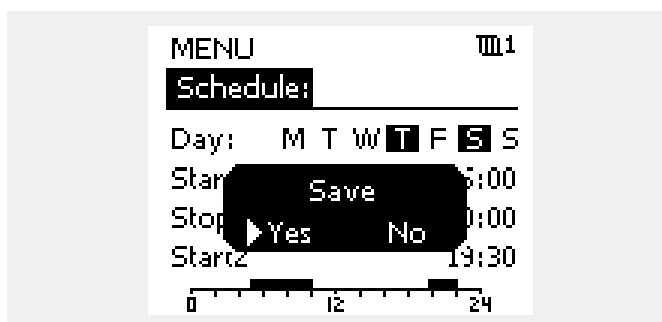 MENU 1
Schedule:
Day: M T W T F S S
Save
Yes No
Start2 19:30
0 12 24